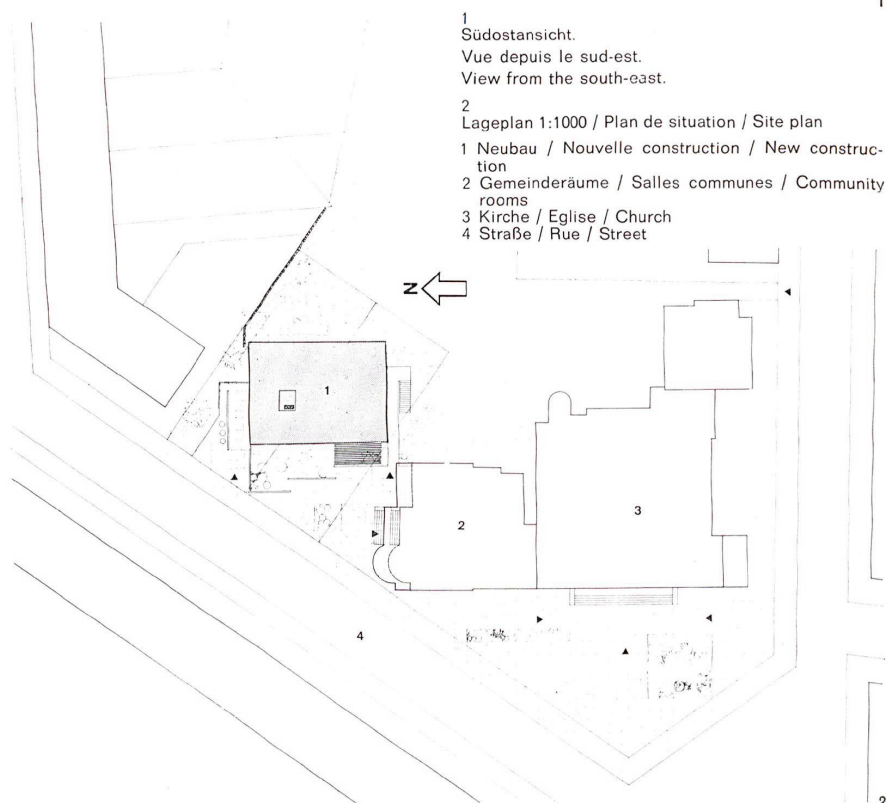 1
1
Südostansicht.
Vue depuis le sud-est.
View from the south-east.
2
Lageplan 1:1000 / Plan de situation / Site plan
1 Neubau / Nouvelle construction / New construc-
tion
2 Gemeinderäume / Salles communes / Community
rooms
3 Kirche / Eglise / Church
4 Straße / Rue / Street
N
1
2
3
4
2